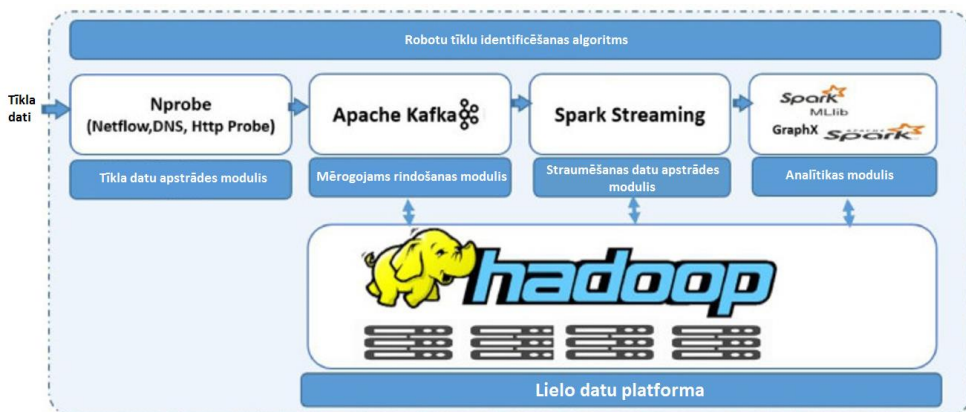 Robotu tīklu identificēšanas algoritms
Tīkla
dati
Nprobe
(Netflow,DNS, Http Probe)
Apache Kafka
Spark Streaming
Spark
MLlib
GraphX
APACHE
Spark
Tīkla datu apstrādes modulis
Mērogojams rindošanas modulis
Straumēšanas datu apstrādes
modulis
Analītikas modulis
hadoop
Lielo datu platforma